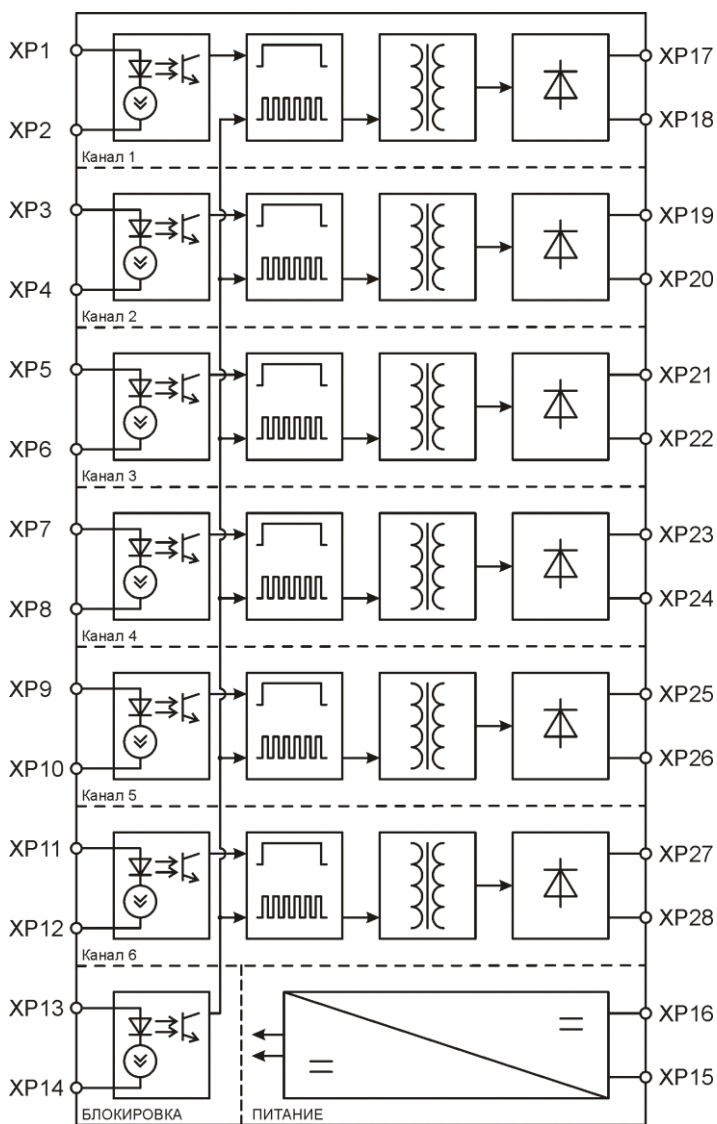 XP1
XP17
XP2
XP18
Канал 1
XP3
XP19
XP4
XP20
Канал 2
XP5
XP21
XP6
XP22
Канал 3
XP7
XP23
XP8
XP24
Канал 4
XP9
XP25
XP10
XP26
Канал 5
XP11
XP27
XP12
XP28
Канал 6
XP13
XP16
XP14
XP15
БЛОКИРОВКА
ПИТАНИЕ